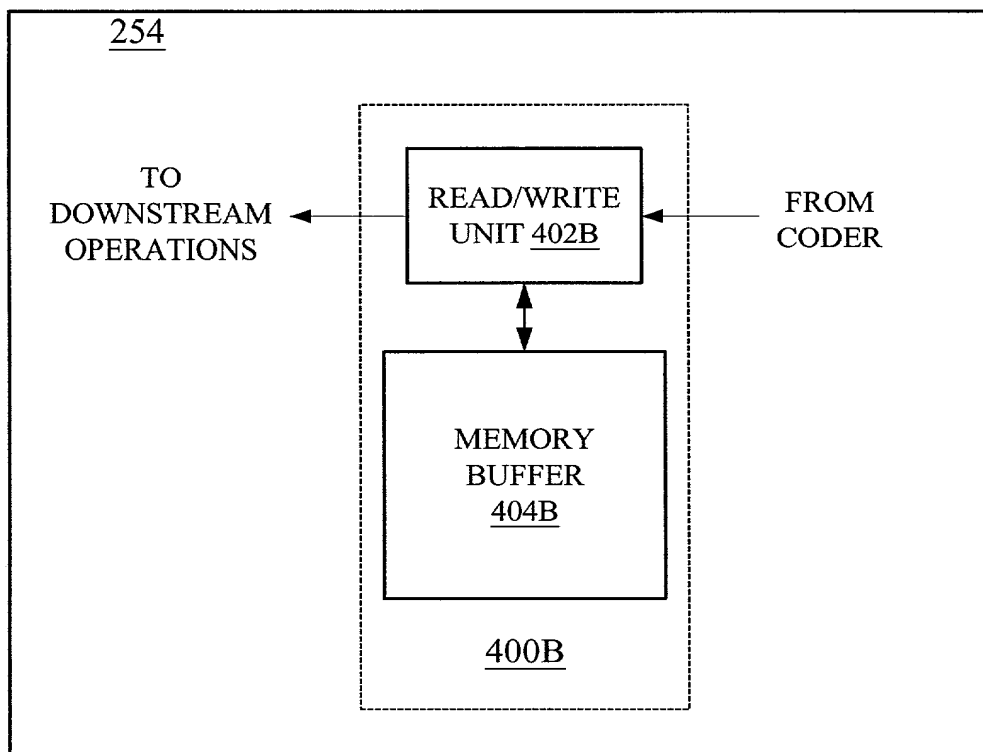 254
TO
DOWNSTREAM
OPERATIONS
READ/WRITE
UNIT 402B
FROM
CODER
MEMORY
BUFFER
404B
400B